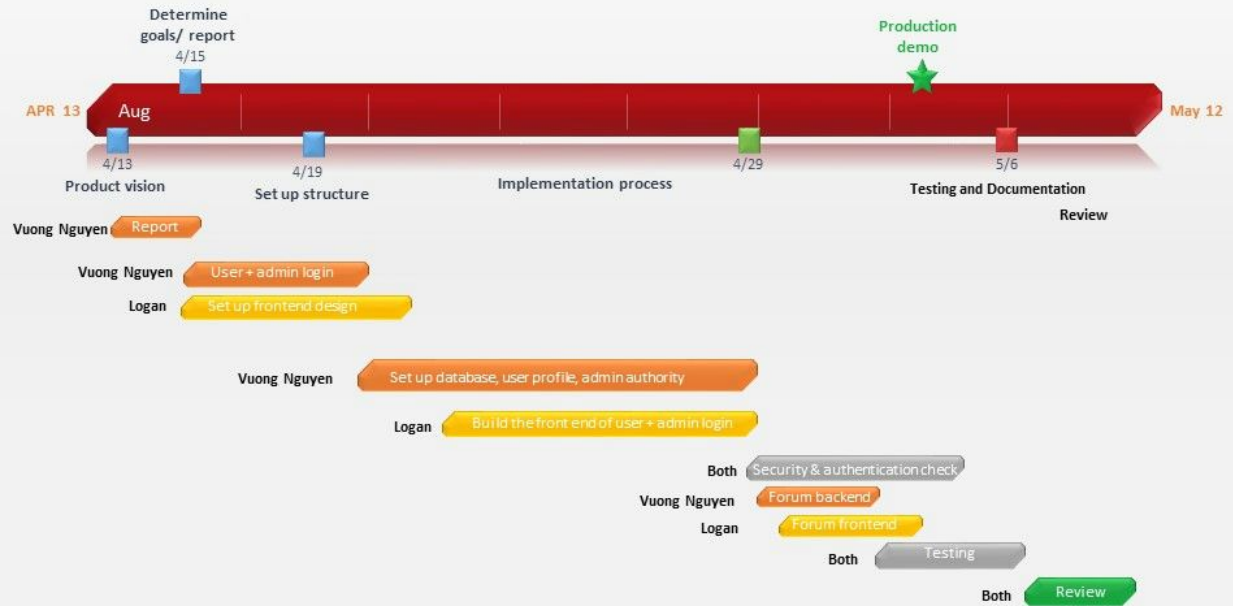 Determine
goals/ report
4/15
Production
demo
APR 13
Aug
May 12
4/13
4/19
4/29
5/6
Product vision
Set up structure
Implementation process
Testing and Documentation
Review
Vuong Nguyen
Report
Vuong Nguyen
User + admin login
Logan
Set up frontend design
Vuong Nguyen
Set up database, user profile, admin authority
Logan
Build the front end of user + admin login
Both
Security & authentication check
Vuong Nguyen
Forum backend
Logan
Forum frontend
Both
Testing
Both
Review